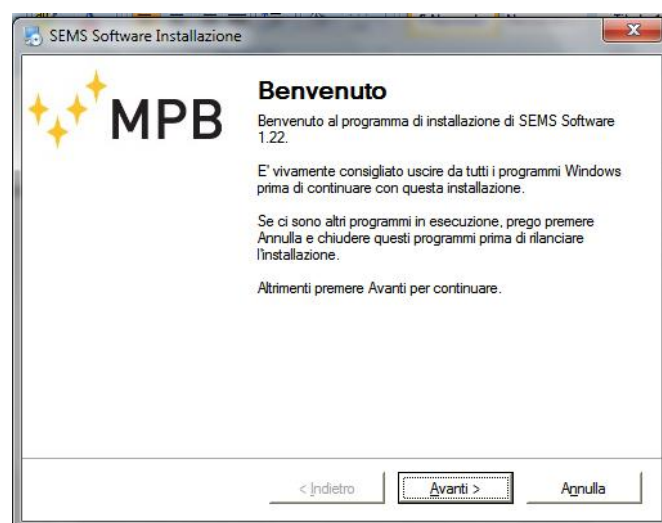 SEMS Software Installazione
MPB
Benvenuto
Benvenuto al programma di installazione di SEMS Software
1.22.
E' vivamente consigliato uscire da tutti i programmi Windows
prima di continuare con questa installazione.
Se ci sono altri programmi in esecuzione, prego premere
Annulla e chiudere questi programmi prima di rilanciare
l'installazione.
Altrimenti premere Avanti per continuare.
< Indietro
Avanti >
Annulla